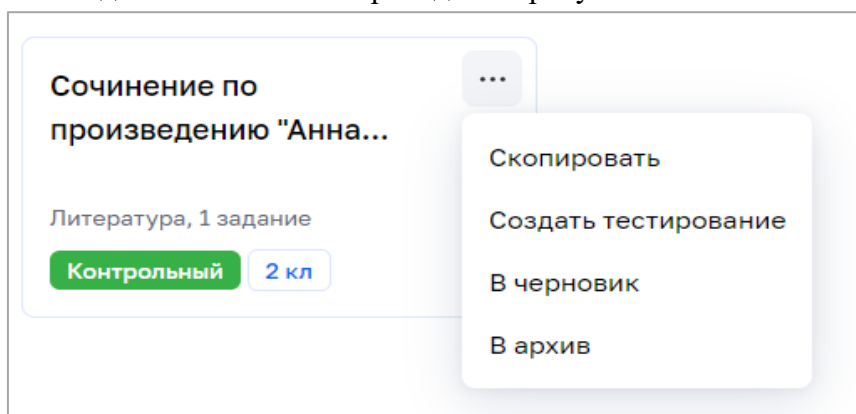 Сочинение по
произведению "Анна...
...
Литература, 1 задание
Контрольный
2 кл
Скопировать
Создать тестирование
В черновик
В архив